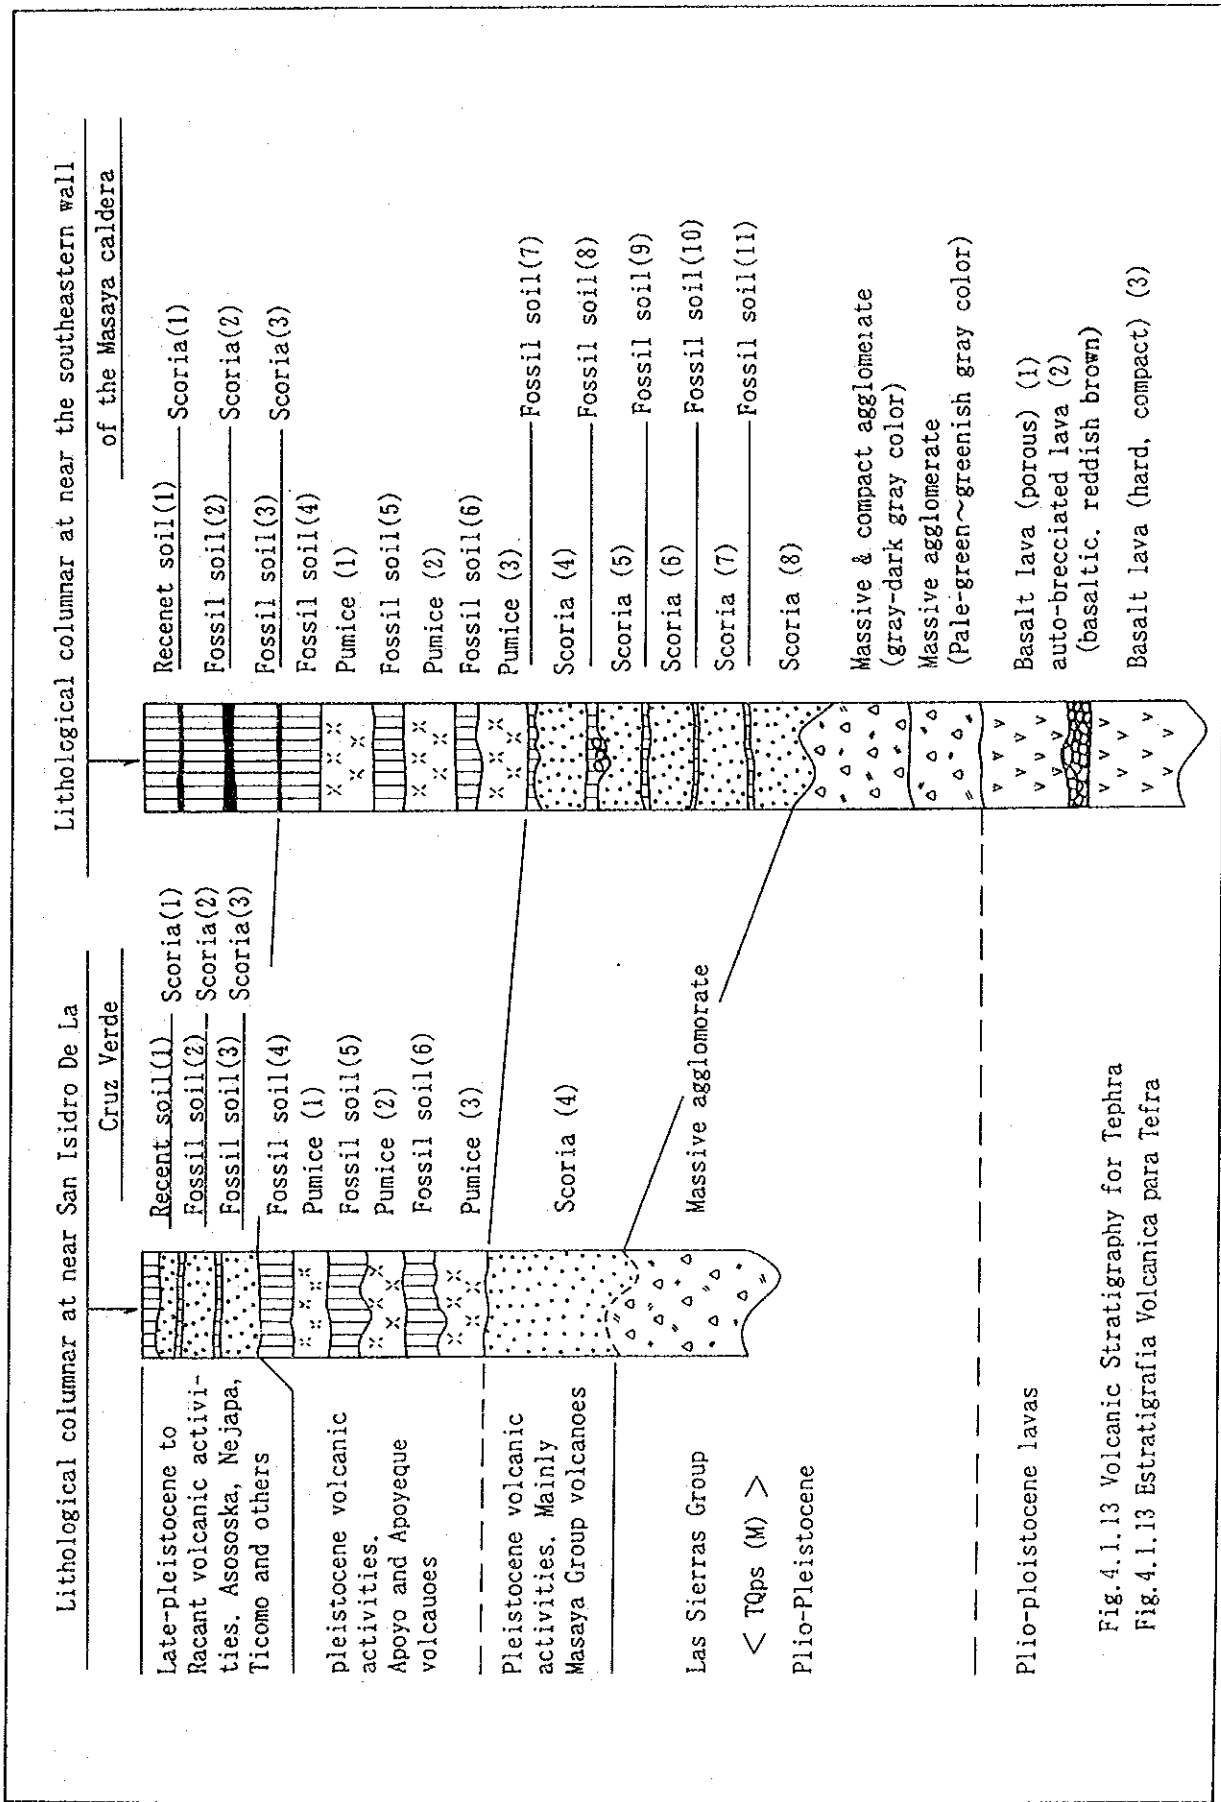 Lithological columnar at near San Isidro De La
Cruz Verde
Lithological columnar at near the southeastern wall
of the Masaya caldera
Late-pleistocene to
Racant volcanic activi-
ties. Asososka, Nejapa,
Ticomo and others
pleistocene volcanic
activities.
Apoyo and Apoyeque
volcauoes
Pleistocene volcanic
activities. Mainly
Masaya Group volcanoes
Las Sierras Group
< TQps (M) >
Plio-Pleistocene
Plio-ploistocene lavas
Recent soil(1)
Scoria(1)
Fossil soil(2)
Scoria(2)
Fossil soil(3)
Scoria(3)
Fossil soil(4)
Pumice (1)
Fossil soil(5)
Pumice (2)
Fossil soil(6)
Pumice (3)
Scoria (4)
Massive agglomorate
Recenet soil(1)
Scoria(1)
Fossil soil(2)
Scoria(2)
Fossil soil(3)
Scoria(3)
Fossil soil(4)
Pumice (1)
Fossil soil(5)
Pumice (2)
Fossil soil(6)
Pumice (3)
Fossil soil(7)
Scoria (4)
Fossil soil(8)
Scoria (5)
Fossil soil(9)
Scoria (6)
Fossil soil(10)
Scoria (7)
Fossil soil(11)
Scoria (8)
Massive & compact agglomelate
(gray-dark gray color)
Massive agglomerate
(Pale-green~greenish gray color)
Basalt lava (porous) (1)
auto-brecciated lava (2)
(basaltic. reddish brown)
Basalt lava (hard, compact) (3)
Fig.4.1.13 Volcanic Stratigraphy for Tephra
Fig.4.1.13 Estratigrafia Volcanica para Tefra